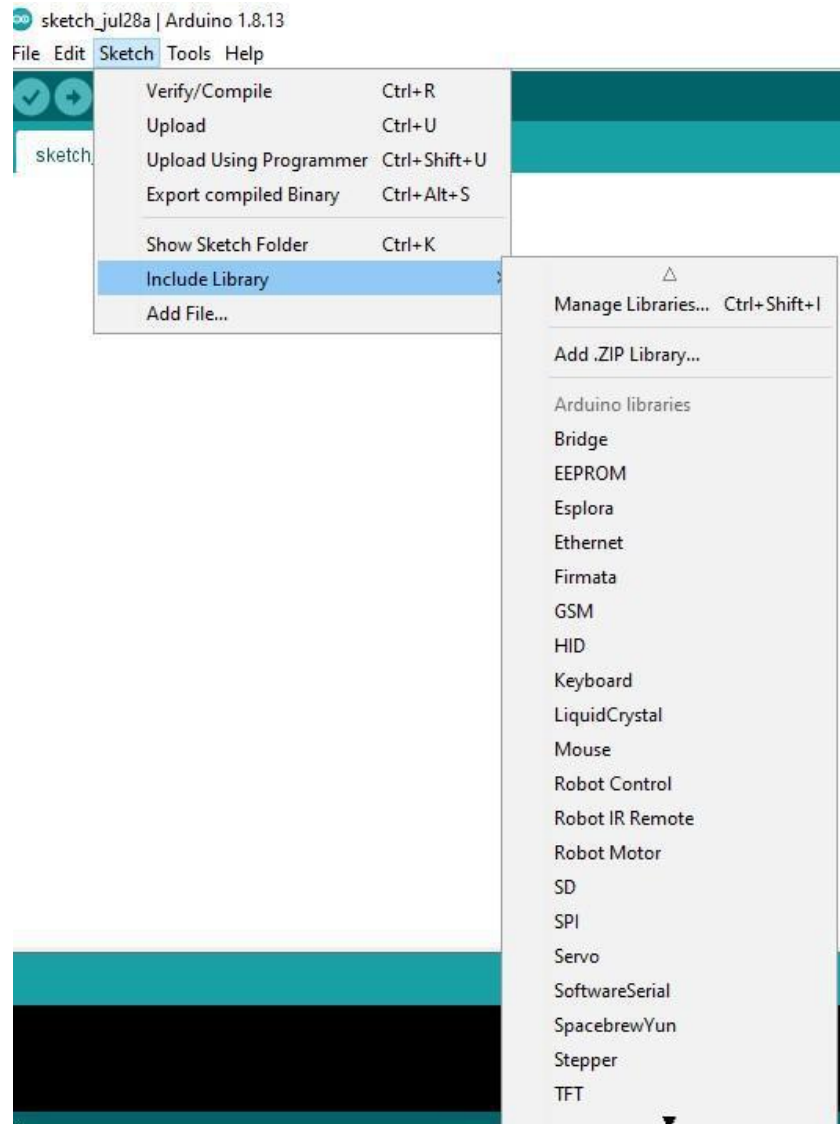 sketch_jul28a | Arduino 1.8.13
File Edit Sketch Tools Help
sketch_
Verify/Compile Ctrl+R
Upload Ctrl+U
Upload Using Programmer Ctrl+Shift+U
Export compiled Binary Ctrl+Alt+S
Show Sketch Folder Ctrl+K
Include Library
Add File...
Manage Libraries... Ctrl+Shift+I
Add .ZIP Library...
Arduino libraries
Bridge
EEPROM
Esplora
Ethernet
Firmata
GSM
HID
Keyboard
LiquidCrystal
Mouse
Robot Control
Robot IR Remote
Robot Motor
SD
SPI
Servo
SoftwareSerial
SpacebrewYun
Stepper
TFT